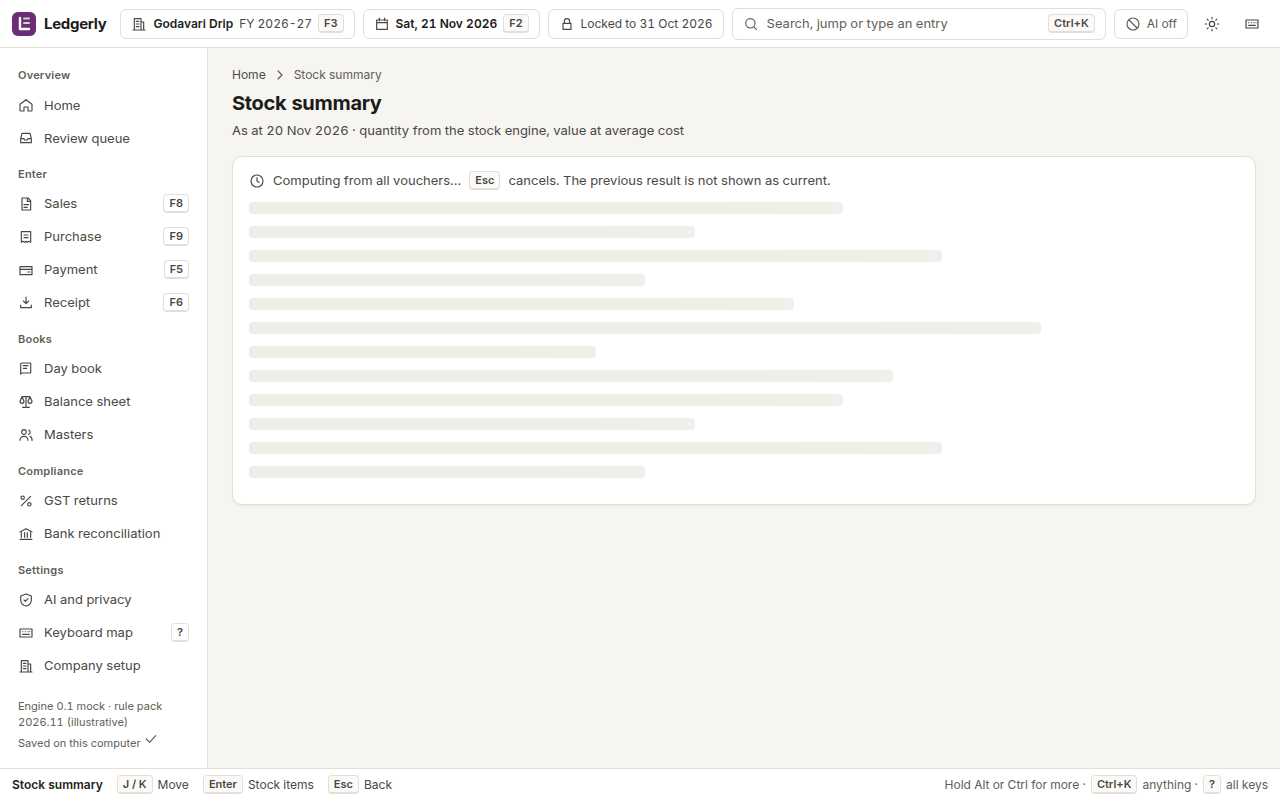 Ledgerly
Godavari Drip FY 2026-27 F3
Sat, 21 Nov 2026 F2
Locked to 31 Oct 2026
Search, jump or type an entry Ctrl+K
AI off
Overview
Home
Review queue
Enter
Sales F8
Purchase F9
Payment F5
Receipt F6
Books
Day book
Balance sheet
Masters
Compliance
GST returns
Bank reconciliation
Settings
AI and privacy
Keyboard map ?
Company setup
Engine 0.1 mock · rule pack
2026.11 (illustrative)
Saved on this computer
Home Stock summary
Stock summary
As at 20 Nov 2026 · quantity from the stock engine, value at average cost
Computing from all vouchers... Esc cancels. The previous result is not shown as current.
Stock summary J / K Move Enter Stock items Esc Back
Hold Alt or Ctrl for more · Ctrl+K anything · ? all keys